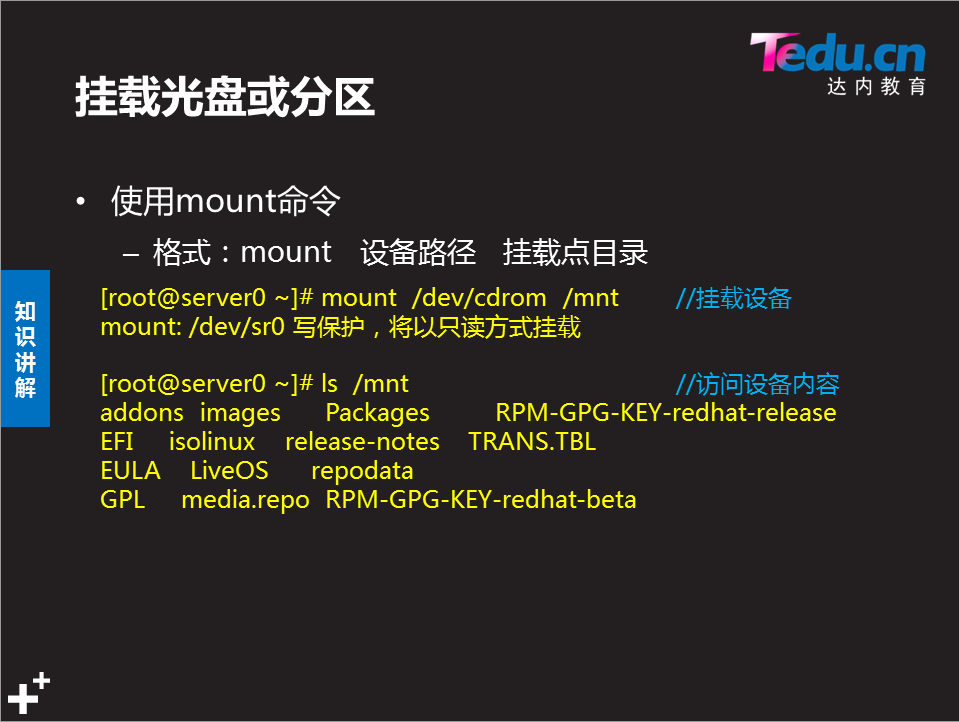 Tedu.cn
达内教育
挂载光盘或分区
• 使用mount命令
– 格式：mount 设备路径 挂载点目录
[root@server0 ~]# mount /dev/cdrom /mnt //挂载设备
mount: /dev/sr0 写保护，将以只读方式挂载
[root@server0 ~]# ls /mnt //访问设备内容
addons images Packages RPM-GPG-KEY-redhat-release
EFI isolinux release-notes TRANS.TBL
EULA LiveOS repodata
GPL media.repo RPM-GPG-KEY-redhat-beta
知识讲解